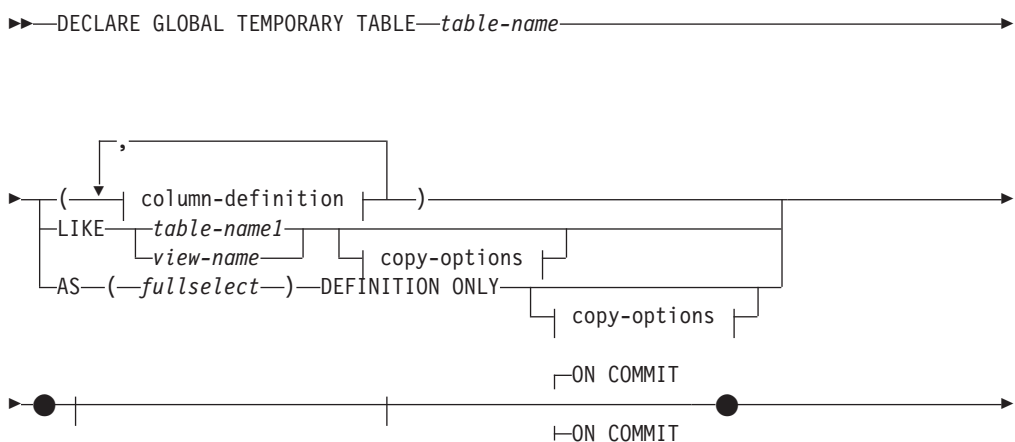 DECLARE GLOBAL TEMPORARY TABLE table-name
,
( column-definition )
LIKE table-name1
view-name copy-options
AS ( fullselect ) DEFINITION ONLY
copy-options
ON COMMIT
ON COMMIT